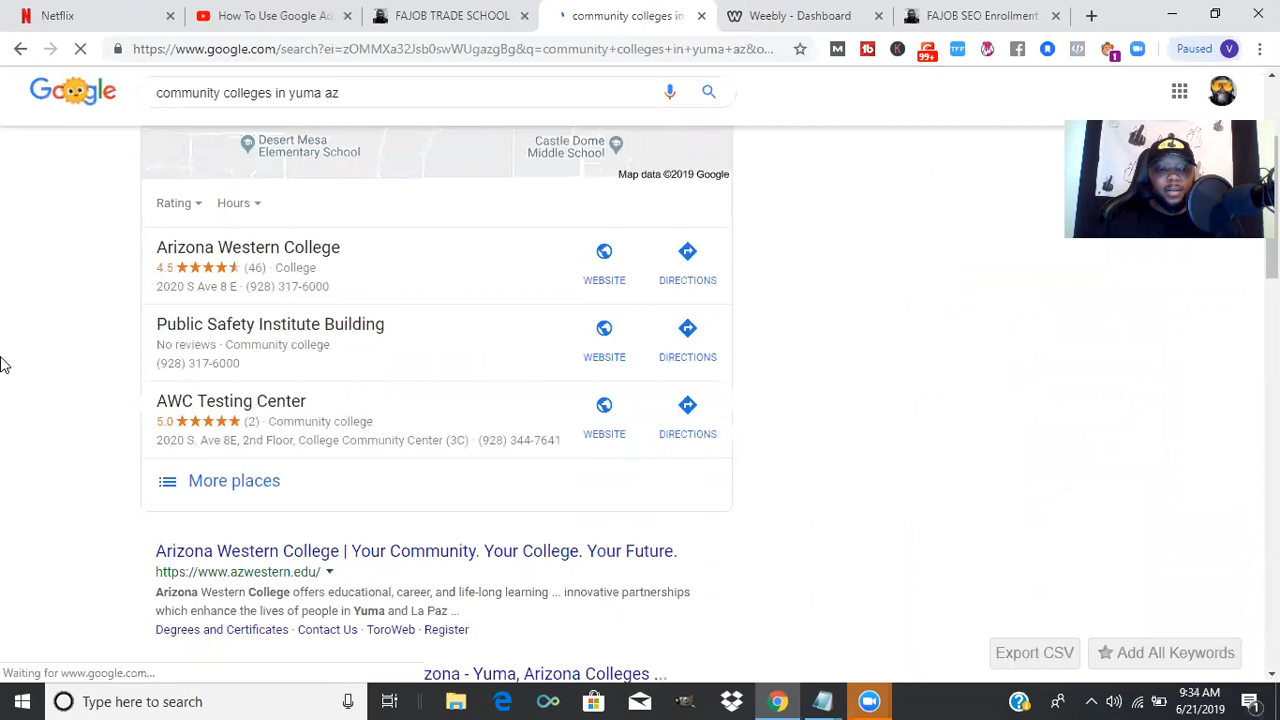 Netflix
How To Use Google Ad
FAJOB TRADE SCHOOL
community colleges in
Weebly - Dashboard
FAJOB SEO Enrollment
https://www.google.com/search?ei=zOMMXa32Jsb0swWUgazgBg&q=community+colleges+in+yuma+az&o...
99+
1
Paused
V
Google
community colleges in yuma az
Desert Mesa
Elementary School
Castle Dome
Middle School
Map data ©2019 Google
Rating
Hours
Arizona Western College
4.5 (46) · College
2020 S Ave 8 E · (928) 317-6000
WEBSITE
DIRECTIONS
Public Safety Institute Building
No reviews · Community college
(928) 317-6000
WEBSITE
DIRECTIONS
AWC Testing Center
5.0 (2) · Community college
2020 S. Ave 8E, 2nd Floor, College Community Center (3C) · (928) 344-7641
WEBSITE
DIRECTIONS
More places
Arizona Western College | Your Community. Your College. Your Future.
https://www.azwestern.edu/
Arizona Western College offers educational, career, and life-long learning ... innovative partnerships
which enhance the lives of people in Yuma and La Paz ...
Degrees and Certificates · Contact Us · ToroWeb · Register
Export CSV
Add All Keywords
Waiting for www.google.com...
zona - Yuma, Arizona Colleges ...
Type here to search
9:34 AM
6/21/2019
1